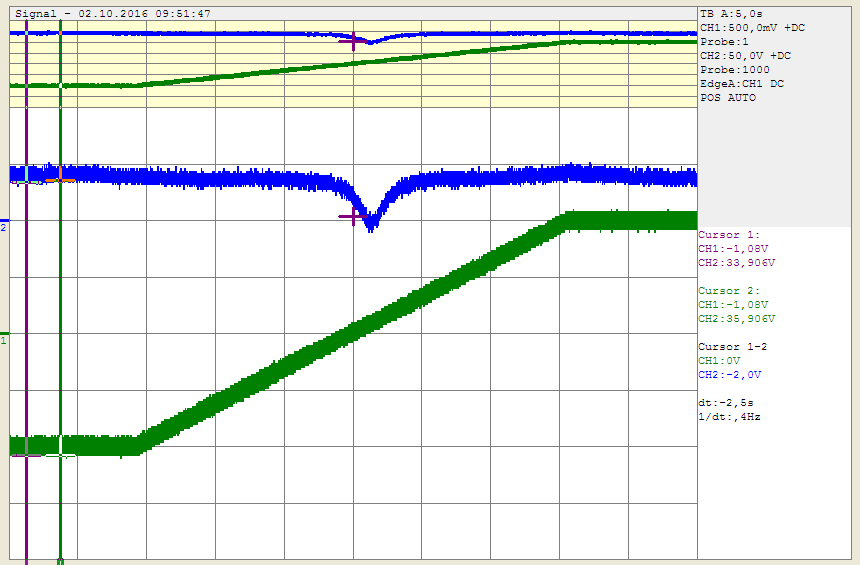 Signal - 02.10.2016 09:51:47
TB A:5,0s
CH1:500,0mV +DC
Probe:1
CH2:50,0V +DC
Probe:1000
EdgeA:CH1 DC
POS AUTO
2
1
Cursor 1:
CH1:-1,08V
CH2:33,906V
Cursor 2:
CH1:-1,08V
CH2:35,906V
Cursor 1-2
CH1:0V
CH2:-2,0V
dt:-2,5s
1/dt:,4Hz